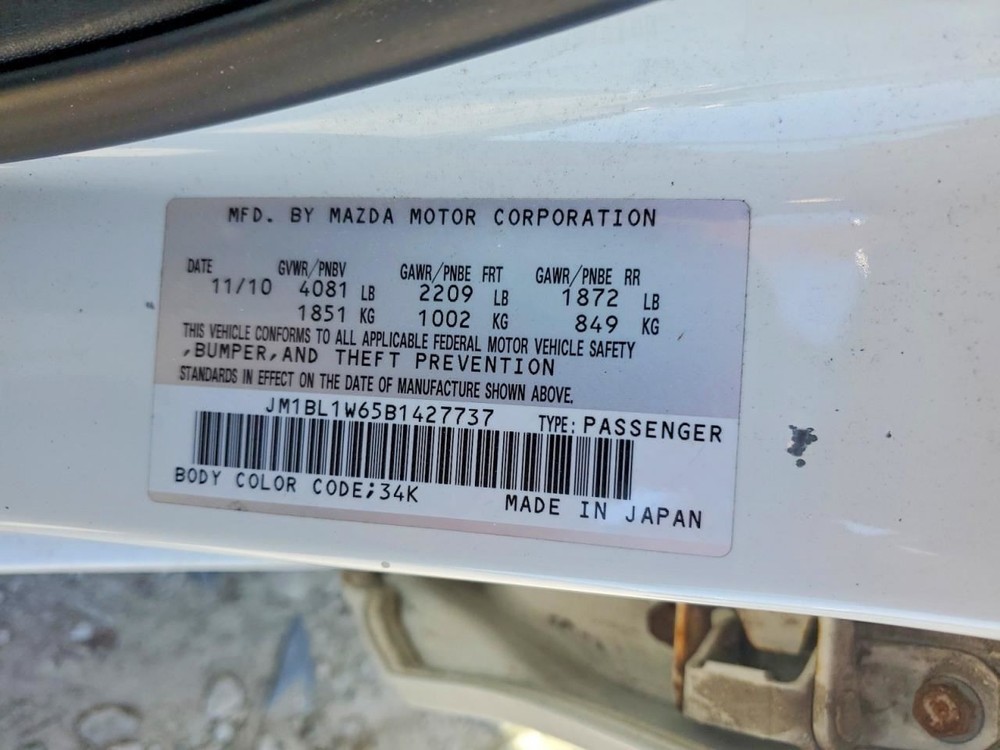 MFD. BY MAZDA MOTOR CORPORATION
DATE GVWR/PNBV GAWR/PNBE FRT GAWR/PNBE RR
11/10 4081 LB 2209 LB 1872 LB
1851 KG 1002 KG 849 KG
THIS VEHICLE CONFORMS TO ALL APPLICABLE FEDERAL MOTOR VEHICLE SAFETY
,BUMPER,AND THEFT PREVENTION
STANDARDS IN EFFECT ON THE DATE OF MANUFACTURE SHOWN ABOVE.
JM1BL1W65B1427737 TYPE: PASSENGER
BODY COLOR CODE;34K MADE IN JAPAN